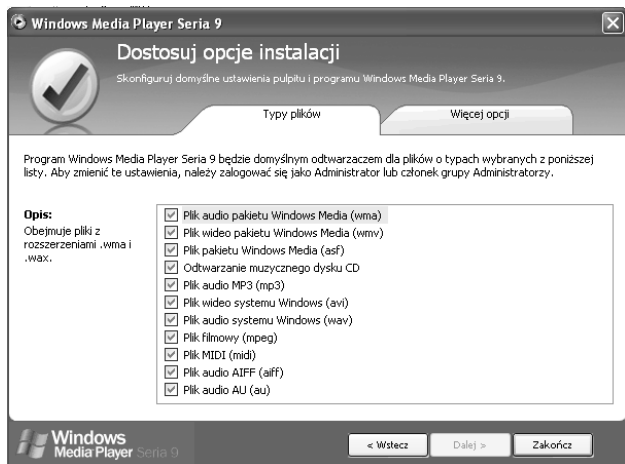 Windows Media Player Seria 9
Dostosuj opcje instalacji
Skonfiguruj domyślne ustawienia pulpitu i programu Windows Media Player Seria 9.
Typy plików
Więcej opcji
Program Windows Media Player Seria 9 będzie domyślnym odtwarzaczem dla plików o typach wybranych z poniższej
listy. Aby zmienić te ustawienia, należy zalogować się jako Administrator lub członek grupy Administratorzy.
Opis:
Obejmuje pliki z
rozszerzeniami .wma i
.wax.
Plik audio pakietu Windows Media (wma)
Plik wideo pakietu Windows Media (wmv)
Plik pakietu Windows Media (asf)
Odtwarzanie muzycznego dysku CD
Plik audio MP3 (mp3)
Plik wideo systemu Windows (avi)
Plik audio systemu Windows (wav)
Plik filmowy (mpeg)
Plik MIDI (midi)
Plik audio AIFF (aiff)
Plik audio AU (au)
Windows
Media Player Seria 9
< Wstecz
Dalej >
Zakończ